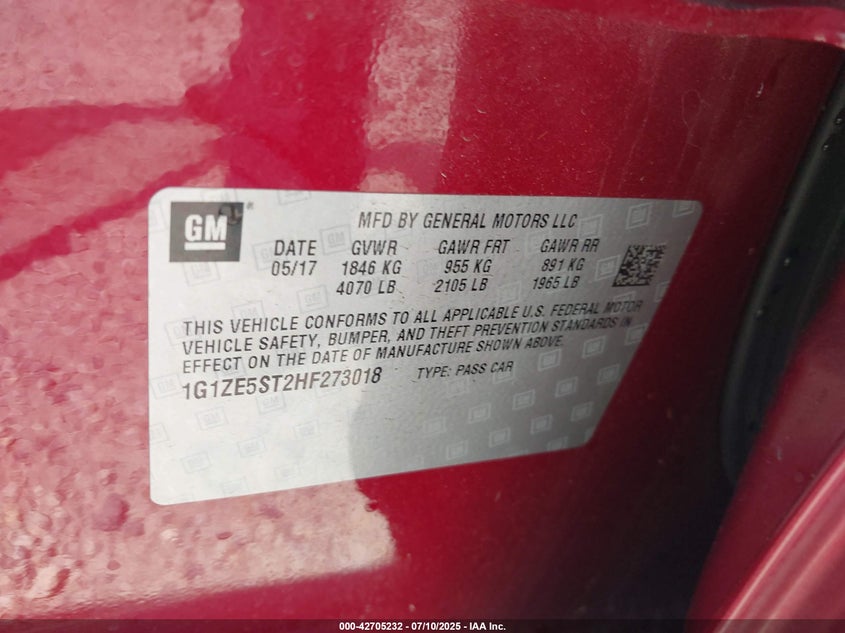 GM
MFD BY GENERAL MOTORS LLC
DATE GVWR GAWR FRT GAWR RR
05/17 1846 KG 955 KG 891 KG
4070 LB 2105 LB 1965 LB
THIS VEHICLE CONFORMS TO ALL APPLICABLE U.S. FEDERAL MOTOR
VEHICLE SAFETY, BUMPER, AND THEFT PREVENTION STANDARDS IN
EFFECT ON THE DATE OF MANUFACTURE SHOWN ABOVE.
1G1ZE5ST2HF273018 TYPE: PASS CAR
000-42705232 - 07/10/2025 - IAA Inc.